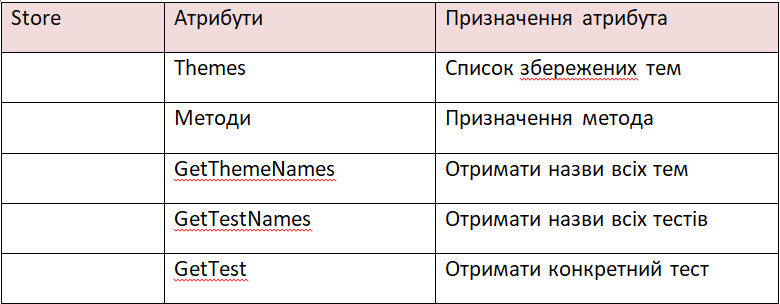 Store Атрибути Призначення атрибута
Themes Список збережених тем
Методи Призначення метода
GetThemeNames Отримати назви всіх тем
GetTestNames Отримати назви всіх тестів
GetTest Отримати конкретний тест